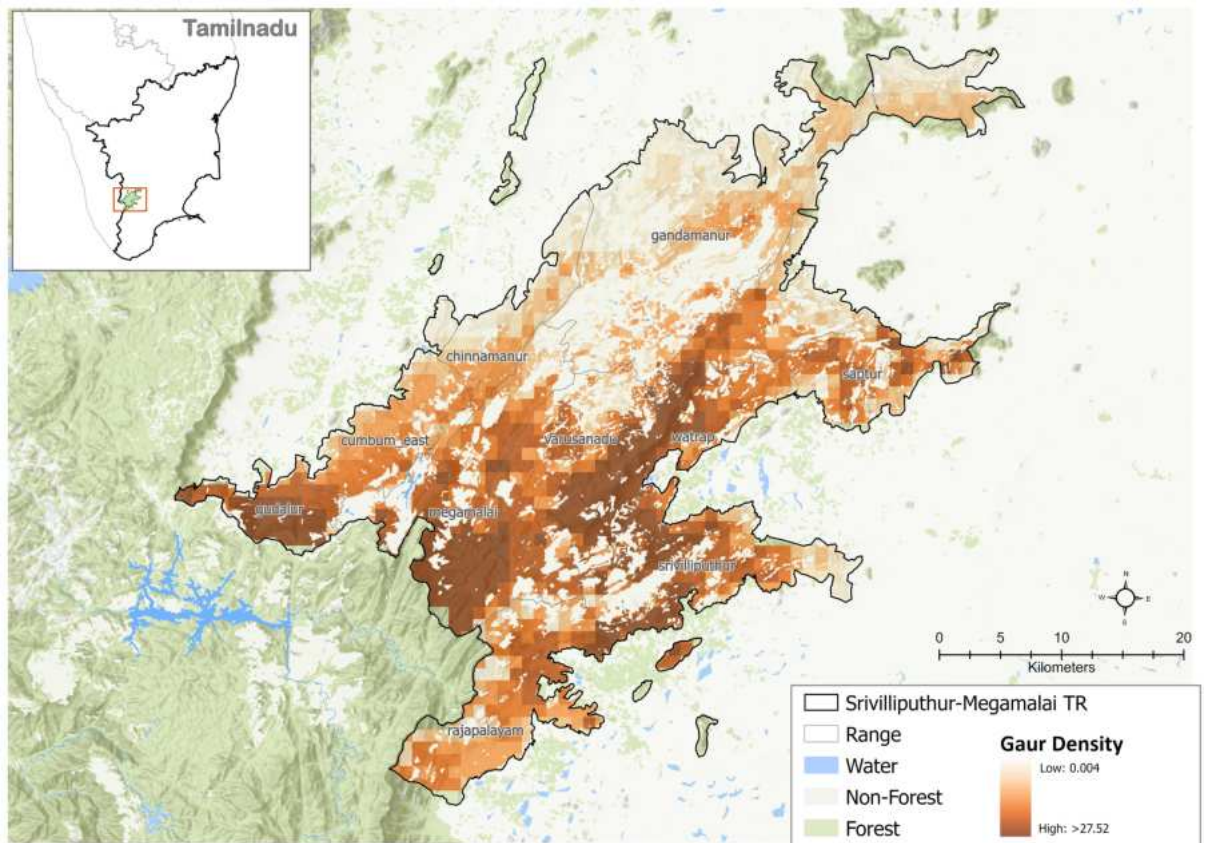 Tamilnadu
gandamanur
chinnamanur
saptur
cumbum_east
varusanadu
watrap
gudalur
megamalai
srivilliputhur
rajapalayam
N
W E
S
0 5 10 20
Kilometers
Srivilliputhur-Megamalai TR
Range
Water
Non-Forest
Forest
Gaur Density
Low: 0.004
High: >27.52